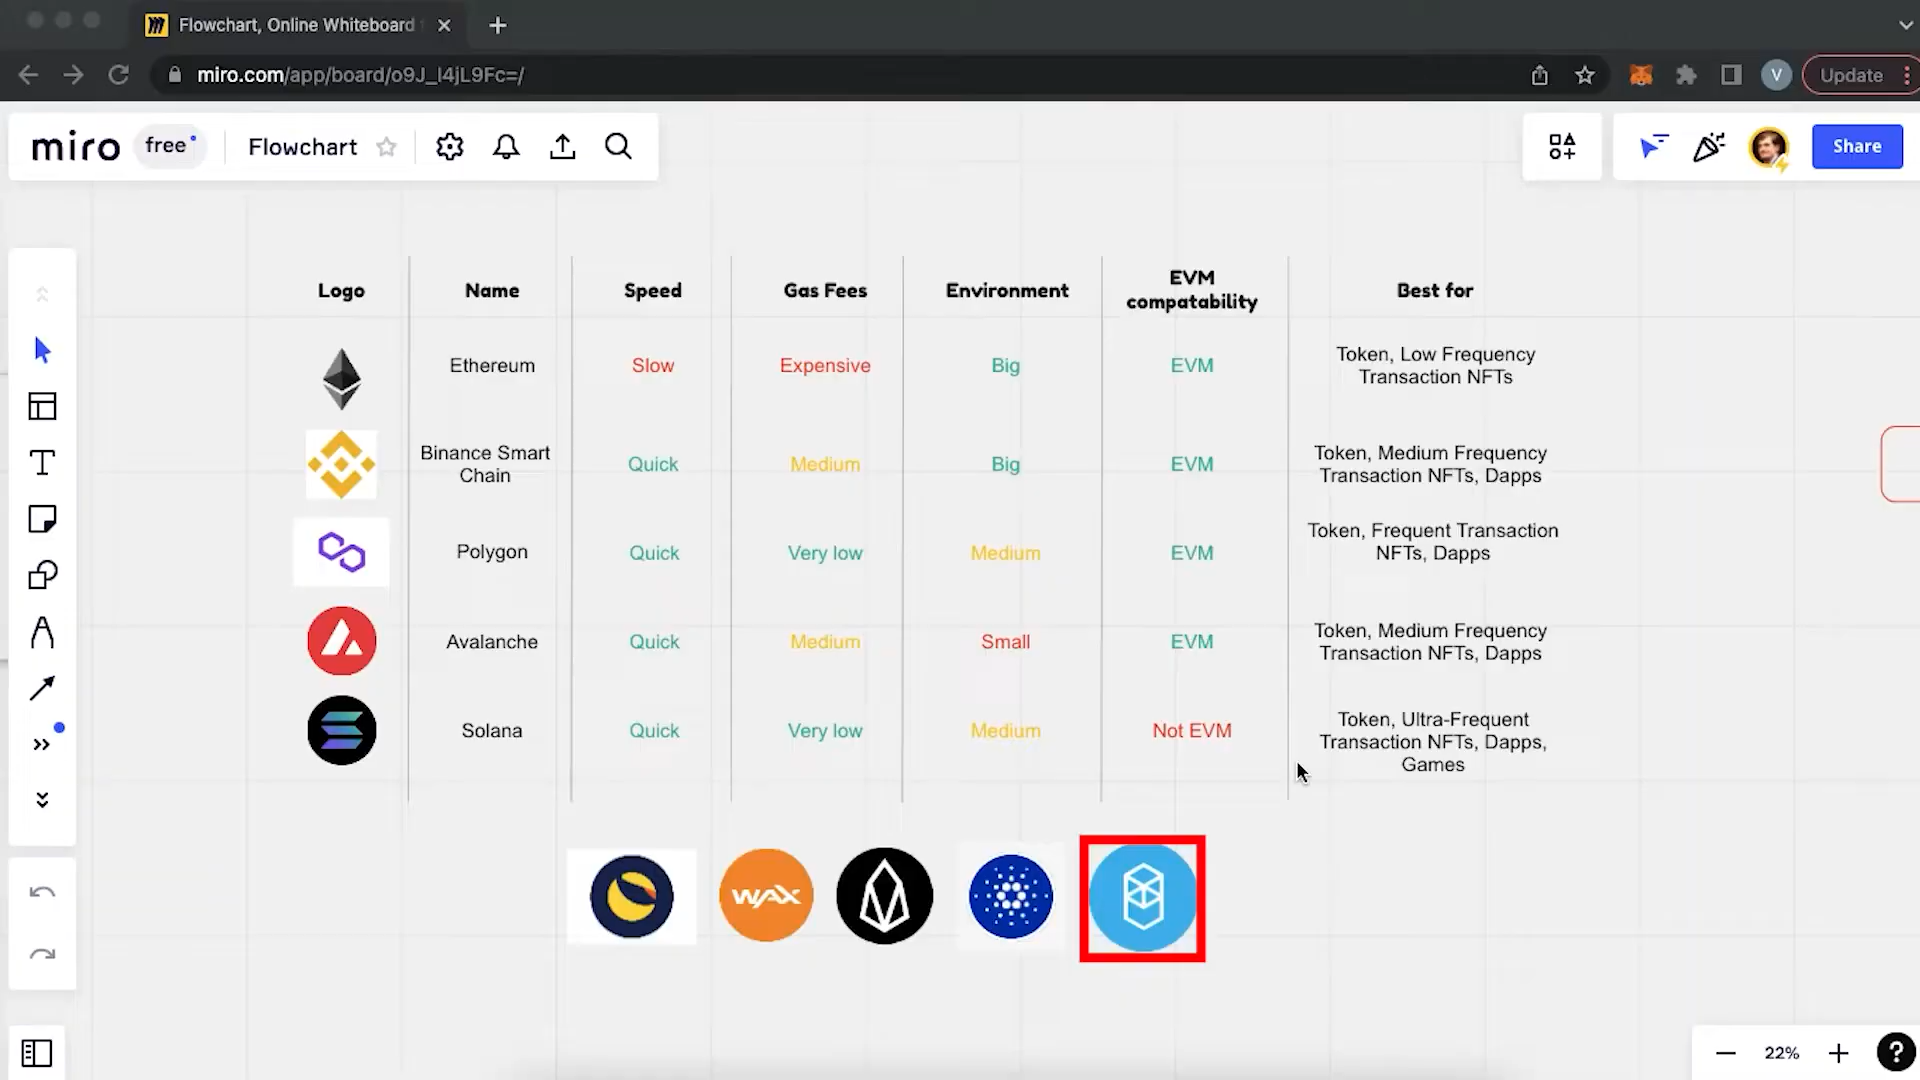 Flowchart, Online Whiteboard
miro.com/app/board/o9J_l4jL9Fc=/
V
Update
miro
free
Flowchart
Share
Logo
Name
Speed
Gas Fees
Environment
EVM
compatability
Best for
Ethereum
Slow
Expensive
Big
EVM
Token, Low Frequency
Transaction NFTs
Binance Smart
Chain
Quick
Medium
Big
EVM
Token, Medium Frequency
Transaction NFTs, Dapps
Polygon
Quick
Very low
Medium
EVM
Token, Frequent Transaction
NFTs, Dapps
Avalanche
Quick
Medium
Small
EVM
Token, Medium Frequency
Transaction NFTs, Dapps
Solana
Quick
Very low
Medium
Not EVM
Token, Ultra-Frequent
Transaction NFTs, Dapps,
Games
WAX
22%
?